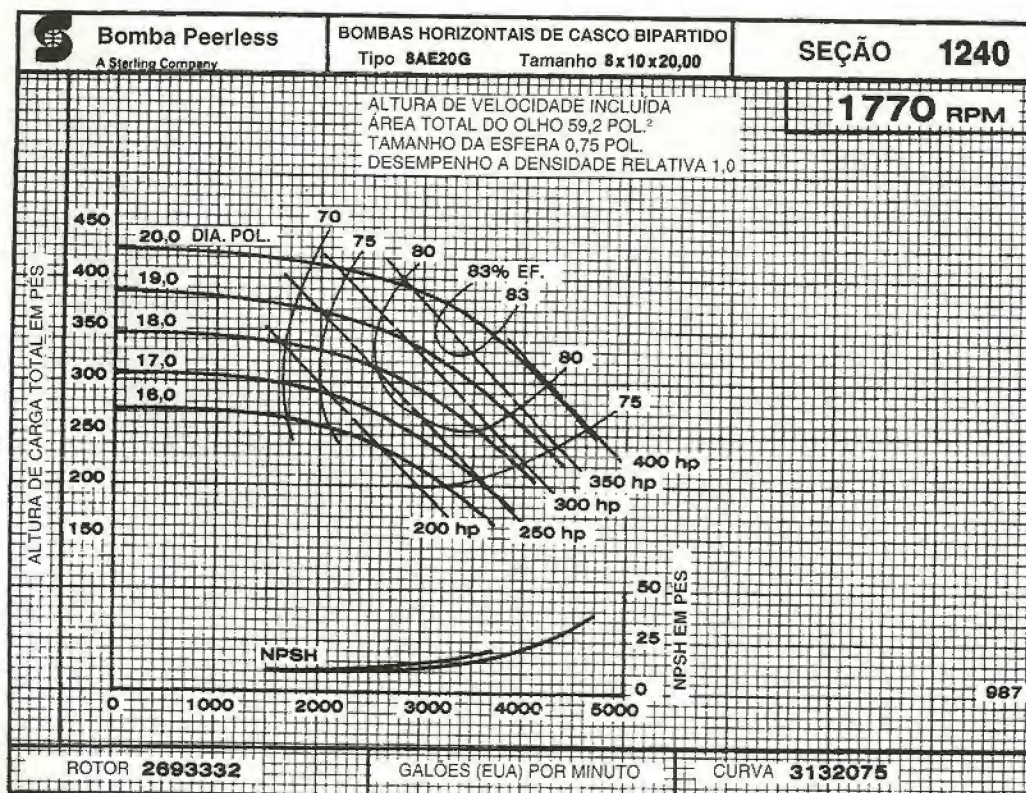 Bomba Peerless
A Sterling Company
BOMBAS HORIZONTAIS DE CASCO BIPARTIDO
Tipo 8AE20G Tamanho 8x10x20,00
SEÇÃO 1240
1770 RPM
ALTURA DE VELOCIDADE INCLUÍDA
ÁREA TOTAL DO OLHO 59,2 POL.²
TAMANHO DA ESFERA 0,75 POL.
DESEMPENHO A DENSIDADE RELATIVA 1,0
ALTURA DE CARGA TOTAL EM PÉS
450
400
350
300
250
200
150
20,0 DIA. POL.
19,0
18,0
17,0
16,0
70
75
80
83% EF.
83
80
75
400 hp
350 hp
300 hp
250 hp
200 hp
NPSH
50
25
0
NPSH EM PÉS
0 1000 2000 3000 4000 5000
987
ROTOR 2693332
GALÕES (EUA) POR MINUTO
CURVA 3132075